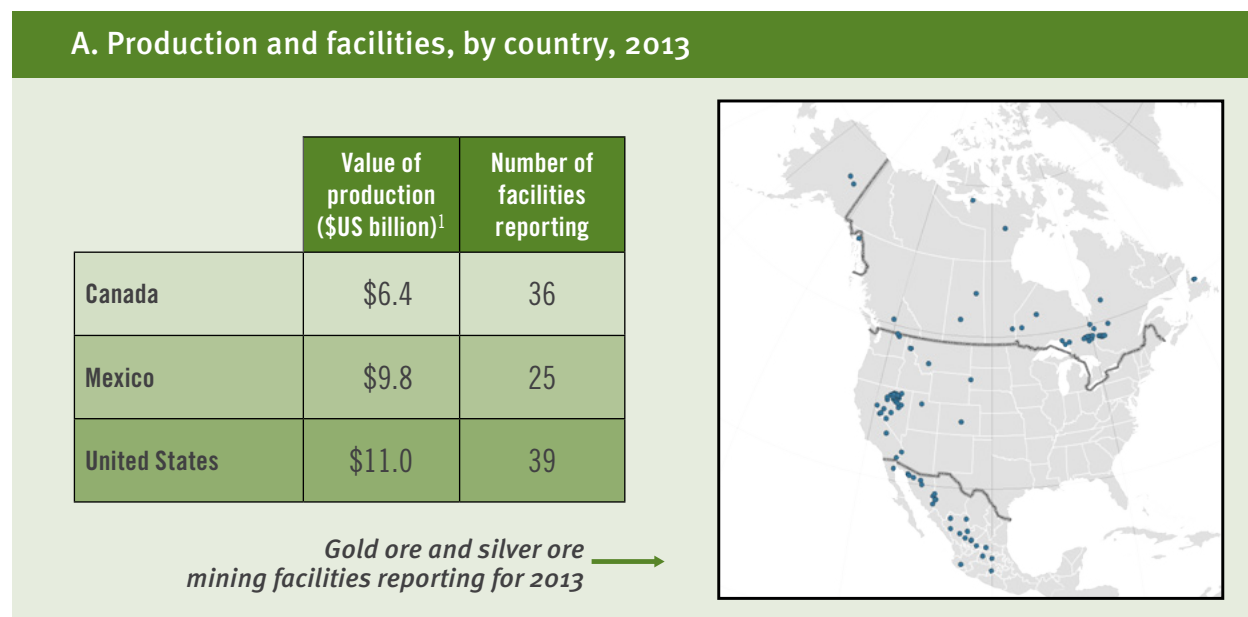 A. Production and facilities, by country, 2013
Value of
production
($US billion)1
Number of
facilities
reporting
Canada
$6.4
36
Mexico
$9.8
25
United States
$11.0
39
Gold ore and silver ore
mining facilities reporting for 2013